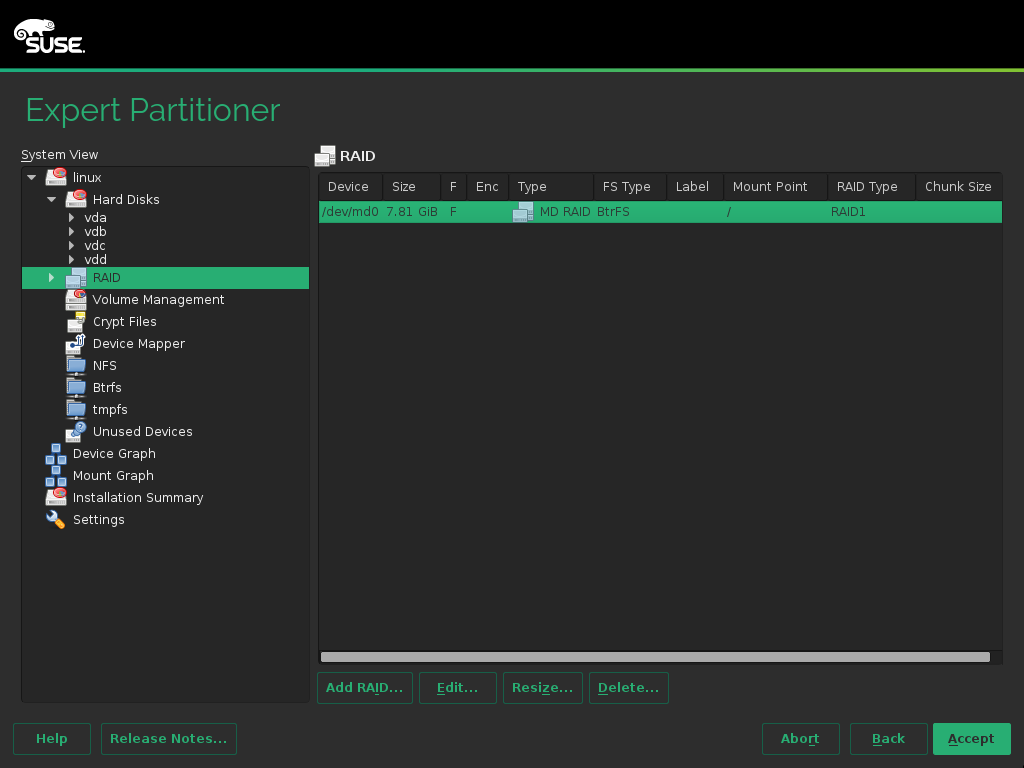 SUSE.
Expert Partitioner
System View
linux
Hard Disks
vda
vdb
vdc
vdd
RAID
Volume Management
Crypt Files
Device Mapper
NFS
Btrfs
tmpfs
Unused Devices
Device Graph
Mount Graph
Installation Summary
Settings
RAID
Device Size F Enc Type FS Type Label Mount Point RAID Type Chunk Size
/dev/md0 7.81 GiB F MD RAID BtrFS / RAID1
Add RAID... Edit... Resize... Delete...
Help Release Notes... Abort Back Accept